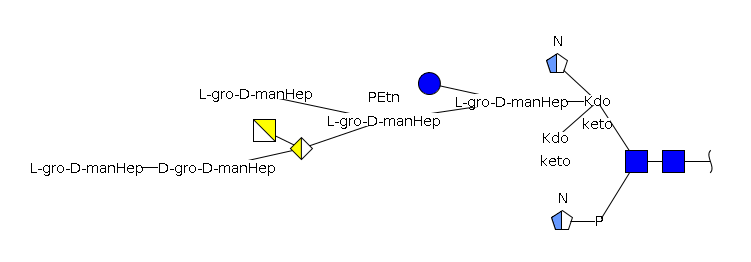 N
L-gro-D-manHep
PEtn
L-gro-D-manHep
Kdo
L-gro-D-manHep
keto
Kdo
keto
L-gro-D-manHep
D-gro-D-manHep
N
P